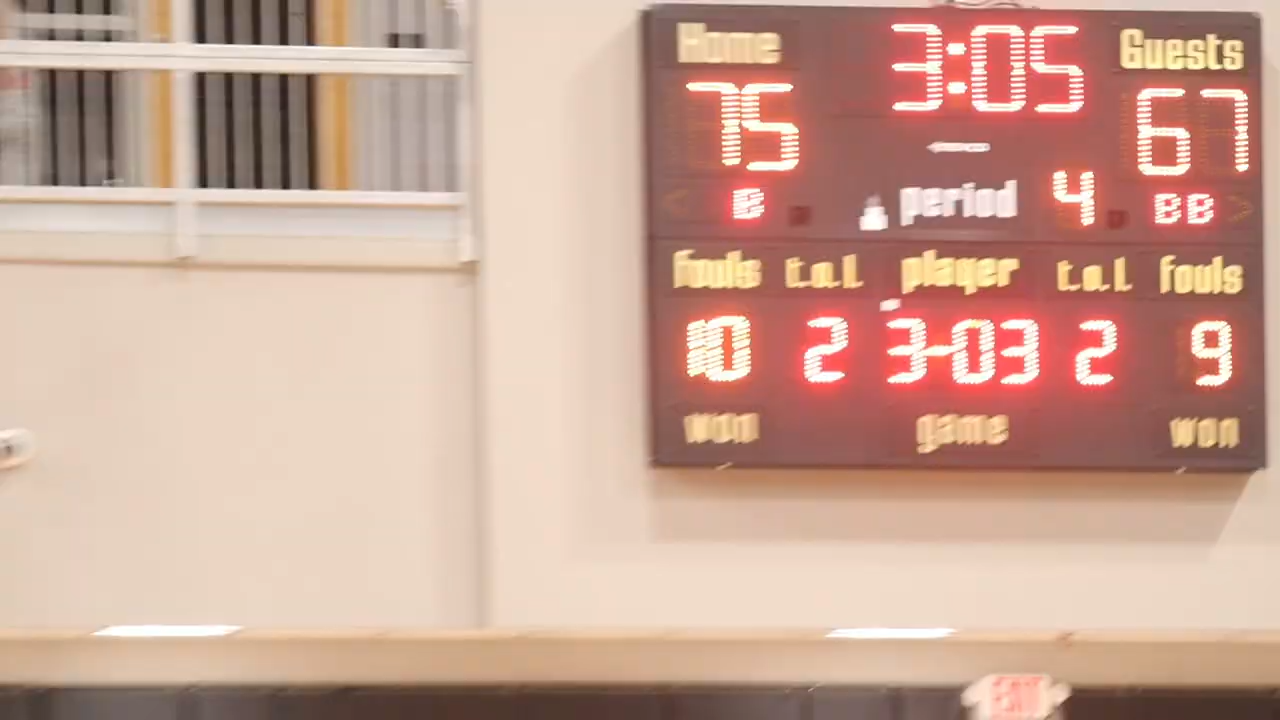 Home 3:05 Guests
75 67
B period 4 BB
fouls t.o.l player t.o.l fouls
10 2 3-03 2 9
won game won
EXIT